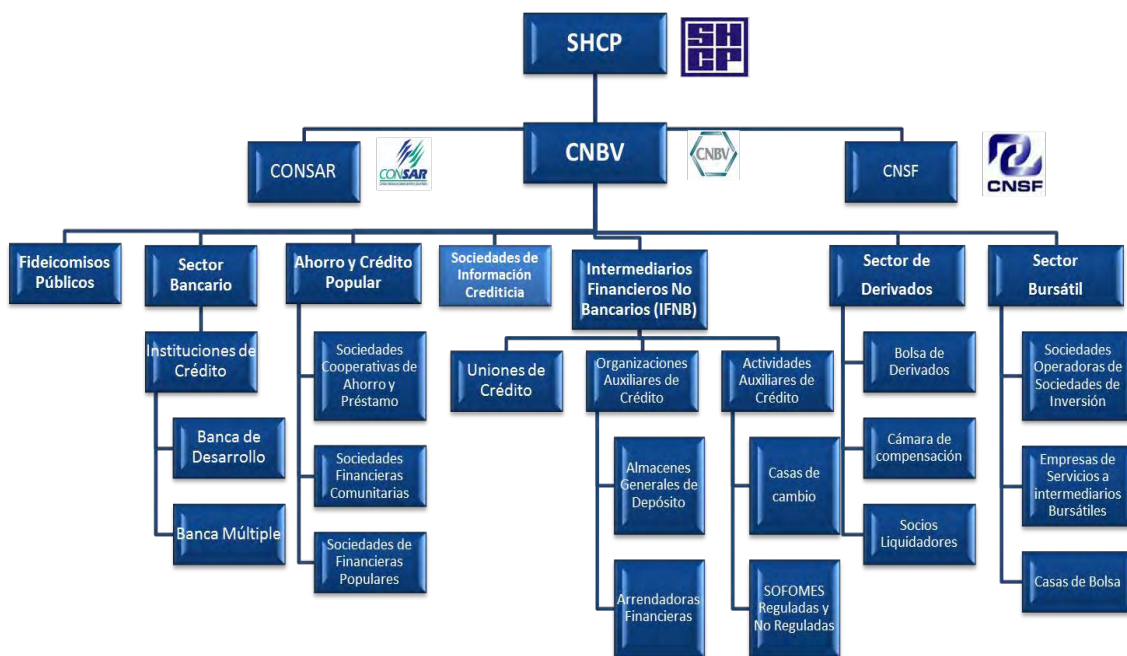 SHCP
SH
CP
CNBV
CNBV
CONSAR
CONSAR
CNSF
CNSF
Fideicomisos
Públicos
Sector
Bancario
Ahorro y Crédito
Popular
Sociedades de
Información
Crediticia
Intermediarios
Financieros No
Bancarios (IFNB)
Sector de
Derivados
Sector
Bursátil
Instituciones de
Crédito
Banca de
Desarrollo
Banca Múltiple
Sociedades
Cooperativas de
Ahorro y
Préstamo
Sociedades
Financieras
Comunitarias
Sociedades de
Financieras
Populares
Uniones de
Crédito
Organizaciones
Auxiliares de
Crédito
Almacenes
Generales de
Depósito
Arrendadoras
Financieras
Actividades
Auxiliares de
Crédito
Casas de
cambio
SOFOMES
Reguladas y
No Reguladas
Bolsa de
Derivados
Cámara de
compensación
Socios
Liquidadores
Sociedades
Operadoras de
Sociedades de
Inversión
Empresas de
Servicios a
intermediarios
Bursátiles
Casas de Bolsa